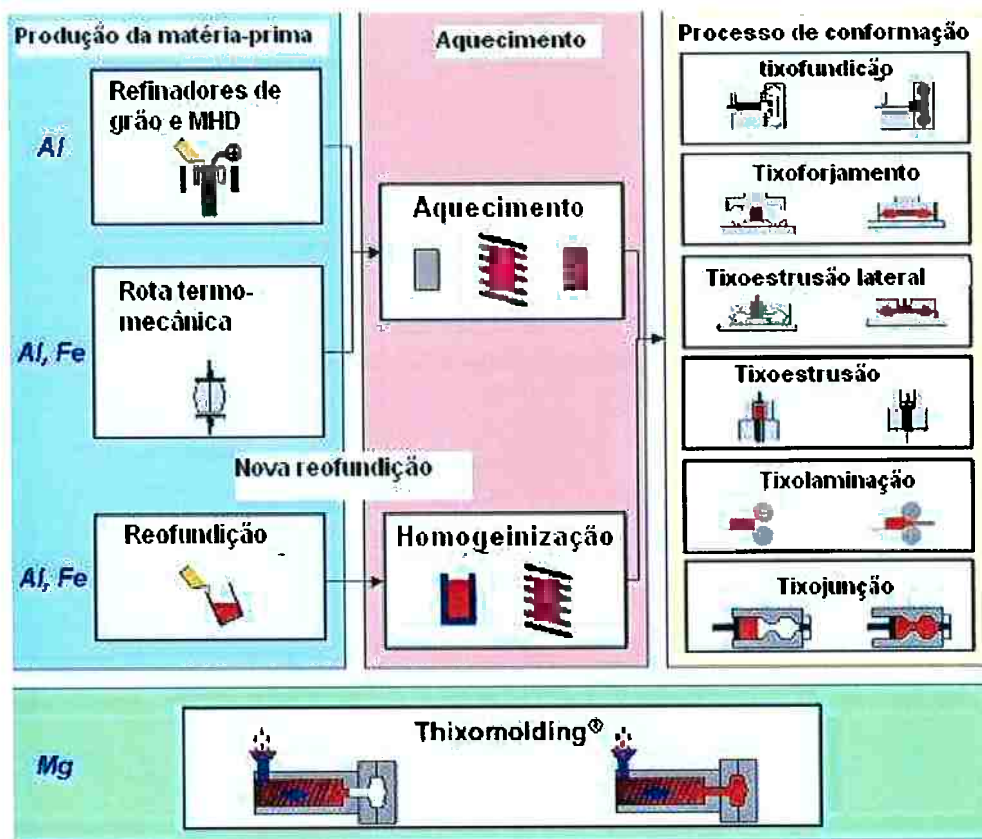 Produção da matéria-prima
Refinadores de
grão e MHD
Al
Rota termo-
mecânica
Al, Fe
Nova reofundição
Reofundição
Al, Fe
Aquecimento
Aquecimento
Homogeinização
Processo de conformação
tixofundicão
Tixoforjamento
Tixoestrusão lateral
Tixoestrusão
Tixolaminação
Tixojunção
Thixomolding®
Mg